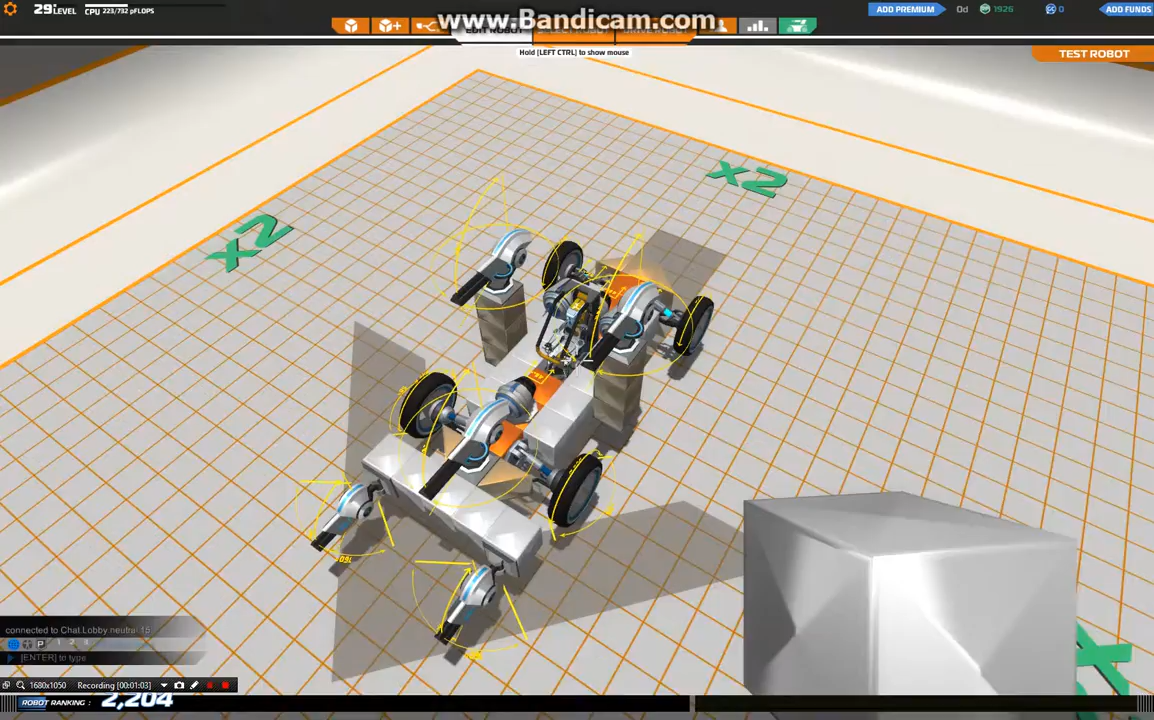 www.Bandicam.com
29: LEVEL
CPU 223/732 pFLOPS
ADD PREMIUM
0d
1926
0
ADD FUNDS
EDIT ROBOT
Hold [LEFT CTRL] to show mouse
TEST ROBOT
x2
x2
connected to Chat.Lobby.neutral 15
[ENTER] to type
1680x1050
Recording [00:01:03]
ROBOT RANKING : 2,204